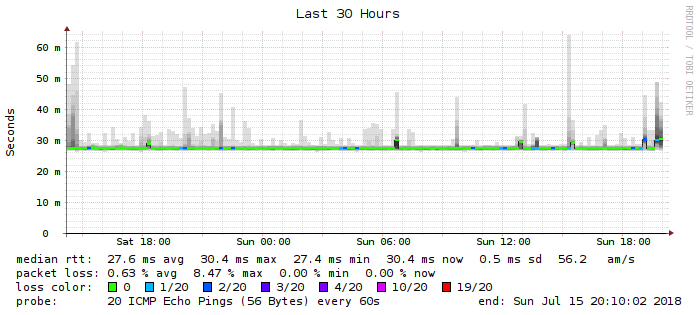 Last 30 Hours
RRDTOOL / TOBI OETIKER
Seconds
60 m
50 m
40 m
30 m
20 m
10 m
0
Sat 18:00 Sun 00:00 Sun 06:00 Sun 12:00 Sun 18:00
median rtt: 27.6 ms avg 30.4 ms max 27.4 ms min 30.4 ms now 0.5 ms sd 56.2 am/s
packet loss: 0.63 % avg 8.47 % max 0.00 % min 0.00 % now
loss color: 0 1/20 2/20 3/20 4/20 10/20 19/20
probe: 20 ICMP Echo Pings (56 Bytes) every 60s end: Sun Jul 15 20:10:02 2018